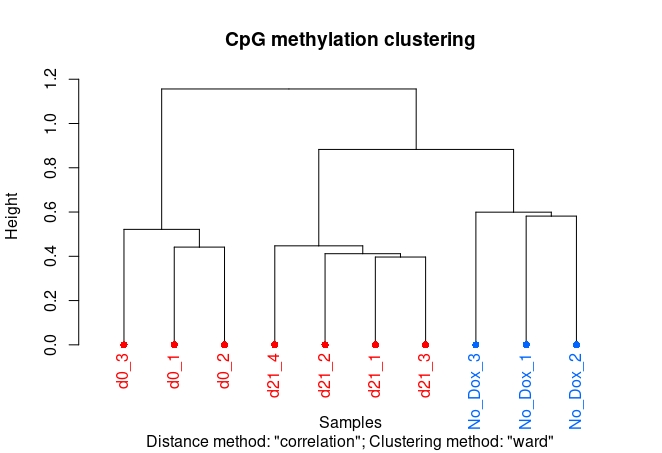 CpG methylation clustering
Height
1.2
1.0
0.8
0.6
0.4
0.2
0.0
d0_3
d0_1
d0_2
d21_4
d21_2
d21_1
d21_3
No_Dox_3
No_Dox_1
No_Dox_2
Samples
Distance method: "correlation"; Clustering method: "ward"